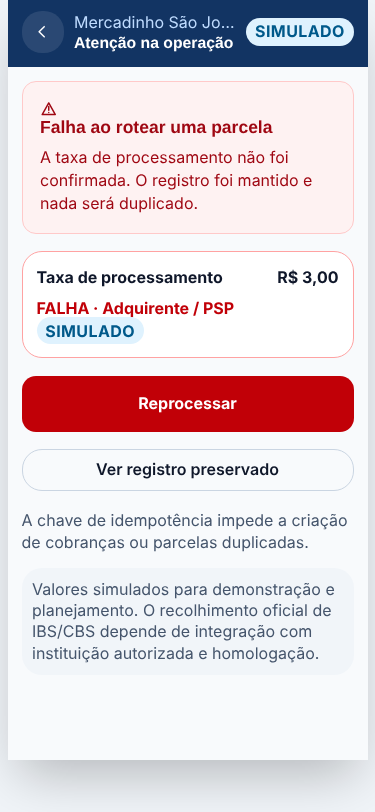 Mercadinho São Jo...
Atenção na operação
SIMULADO
Falha ao rotear uma parcela
A taxa de processamento não foi
confirmada. O registro foi mantido e
nada será duplicado.
Taxa de processamento R$ 3,00
FALHA · Adquirente / PSP
SIMULADO
Reprocessar
Ver registro preservado
A chave de idempotência impede a criação
de cobranças ou parcelas duplicadas.
Valores simulados para demonstração e
planejamento. O recolhimento oficial de
IBS/CBS depende de integração com
instituição autorizada e homologação.